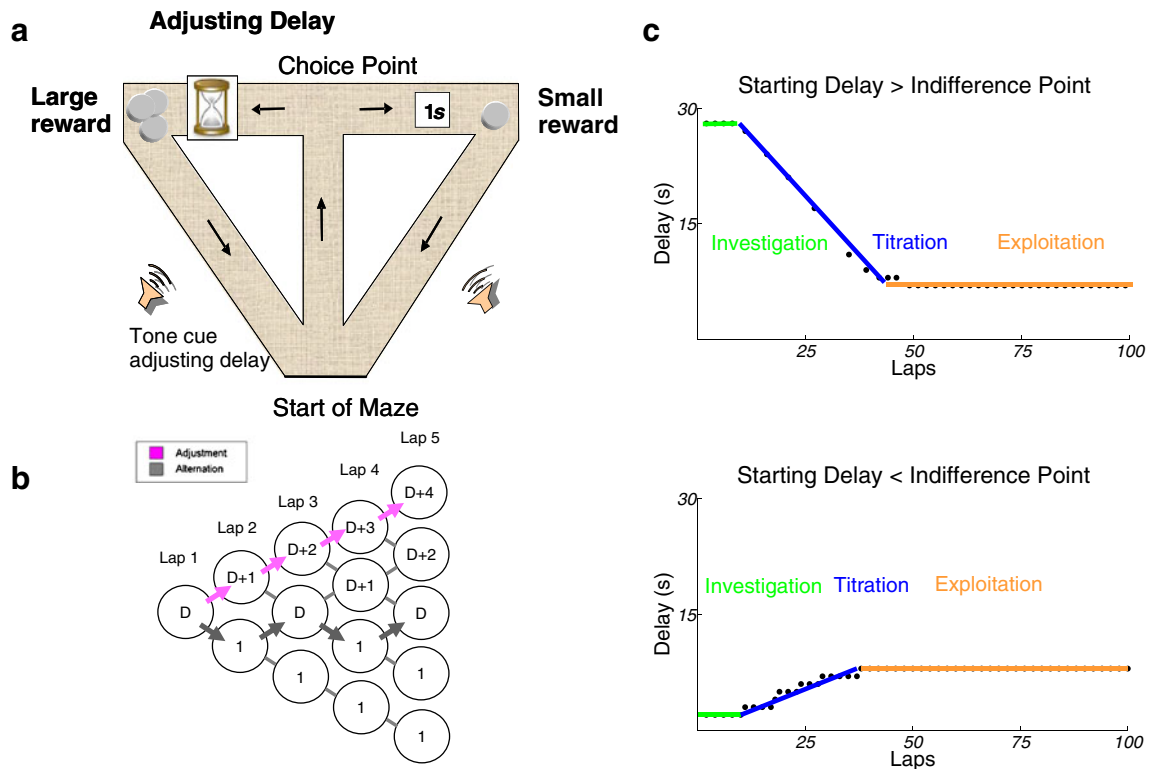 a
Adjusting Delay
Choice Point
Large
reward
1s
Small
reward
Tone cue
adjusting delay
Start of Maze
b
Adjustment
Alternation
Lap 1
Lap 2
Lap 3
Lap 4
Lap 5
D
D+1
1
D+2
D
1
D+3
D+1
1
1
D+4
D+2
D
1
1
c
Starting Delay > Indifference Point
Delay (s)
30
15
Investigation
Titration
Exploitation
25
50
75
100
Laps
Starting Delay < Indifference Point
Delay (s)
30
15
Investigation
Titration
Exploitation
25
50
75
100
Laps